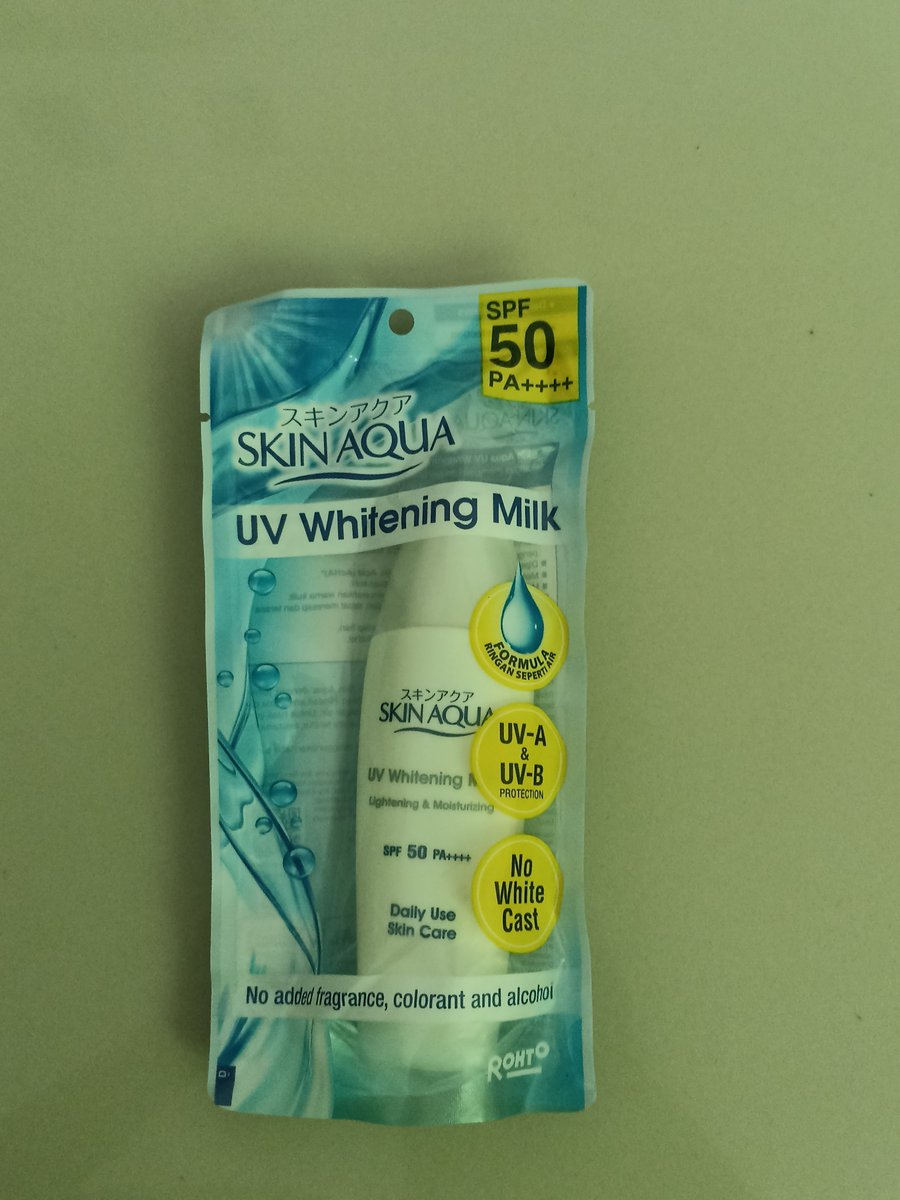 SPF
50
PA++++
スキンアクア
SKIN AQUA
UV Whitening Milk
FORMULA
RINGAN SEPERTI AIR
スキンアクア
SKIN AQUA
UV Whitening
Lightening & Moisturizing
SPF 50 PA++++
Daily Use
Skin Care
UV-A
&
UV-B
PROTECTION
No
White
Cast
No added fragrance, colorant and alcohol
ROHTO